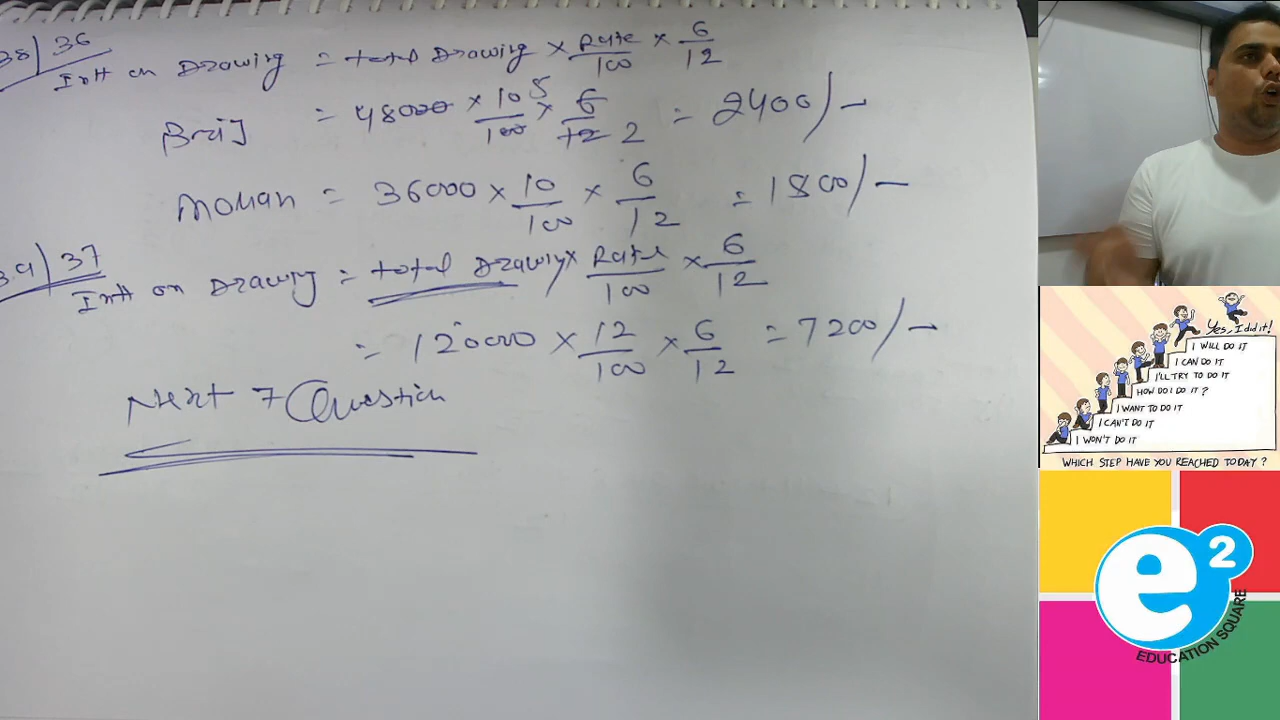 38/36
Intt on Drawing = total Drawing × Rate/100 × 6/12
Brij = 48000 × 10/100 5 × 6/12 2 = 2400/-
Mohan = 36000 × 10/100 × 6/12 = 1800/-
39/37
Intt on Drawing = total Drawing × Rate/100 × 6/12
= 120000 × 12/100 × 6/12 = 7200/-
Next 7 Question
Yes, I did it!
I WILL DO IT
I CAN DO IT
I'LL TRY TO DO IT
HOW DO I DO IT?
I WANT TO DO IT
I CAN'T DO IT
I WON'T DO IT
WHICH STEP HAVE YOU REACHED TODAY?
e2
EDUCATION SQUARE